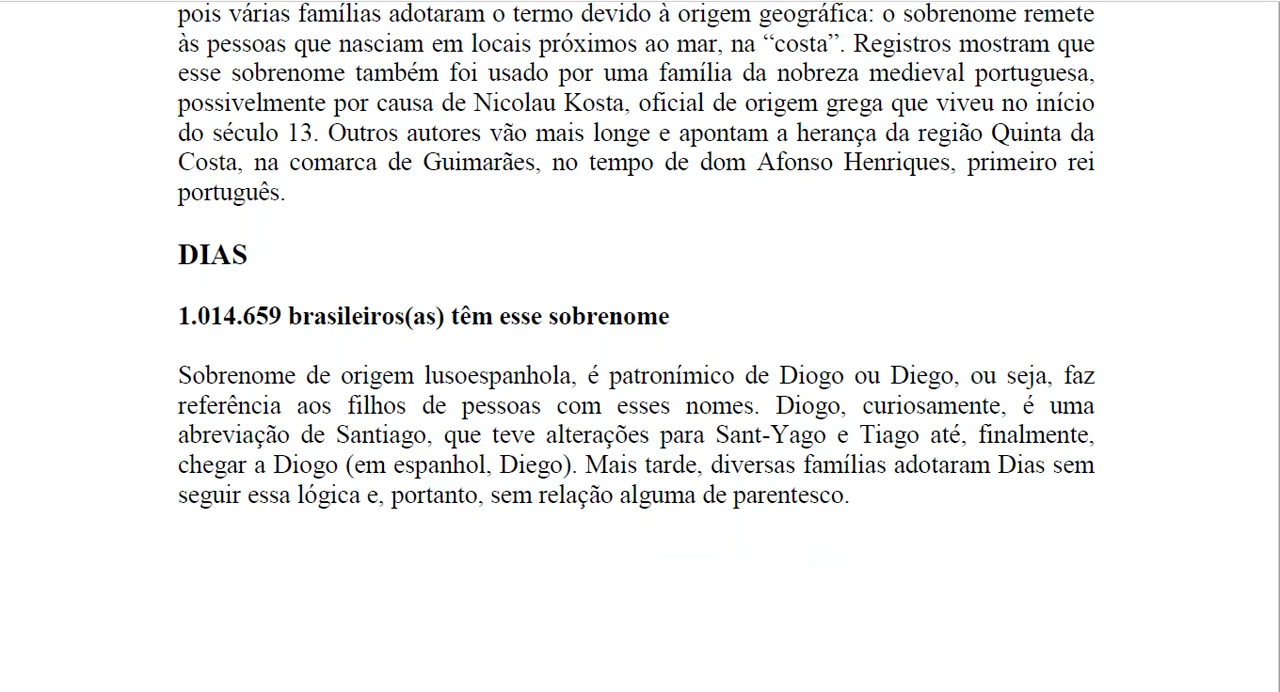 pois várias famílias adotaram o termo devido à origem geográfica: o sobrenome remete
às pessoas que nasciam em locais próximos ao mar, na “costa”. Registros mostram que
esse sobrenome também foi usado por uma família da nobreza medieval portuguesa,
possivelmente por causa de Nicolau Kosta, oficial de origem grega que viveu no início
do século 13. Outros autores vão mais longe e apontam a herança da região Quinta da
Costa, na comarca de Guimarães, no tempo de dom Afonso Henriques, primeiro rei
português.
DIAS
1.014.659 brasileiros(as) têm esse sobrenome
Sobrenome de origem lusoespanhola, é patronímico de Diogo ou Diego, ou seja, faz
referência aos filhos de pessoas com esses nomes. Diogo, curiosamente, é uma
abreviação de Santiago, que teve alterações para Sant-Yago e Tiago até, finalmente,
chegar a Diogo (em espanhol, Diego). Mais tarde, diversas famílias adotaram Dias sem
seguir essa lógica e, portanto, sem relação alguma de parentesco.